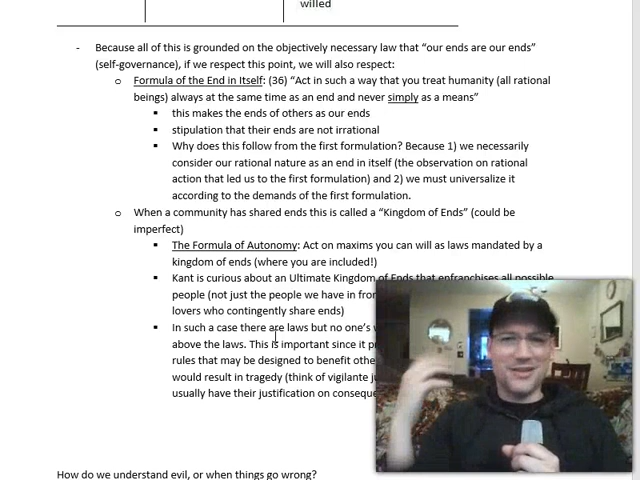 willed
- Because all of this is grounded on the objectively necessary law that “our ends are our ends”
(self-governance), if we respect this point, we will also respect:
o Formula of the End in Itself: (36) “Act in such a way that you treat humanity (all rational
beings) always at the same time as an end and never simply as a means”
▪ this makes the ends of others as our ends
▪ stipulation that their ends are not irrational
▪ Why does this follow from the first formulation? Because 1) we necessarily
consider our rational nature as an end in itself (the observation on rational
action that led us to the first formulation) and 2) we must universalize it
according to the demands of the first formulation.
o When a community has shared ends this is called a “Kingdom of Ends” (could be
imperfect)
▪ The Formula of Autonomy: Act on maxims you can will as laws mandated by a
kingdom of ends (where you are included!)
▪ Kant is curious about an Ultimate Kingdom of Ends that enfranchises all possible
people (not just the people we have in
lovers who contingently share ends)
▪ In such a case there are laws but no one’s
above the laws. This is important since it
rules that may be designed to benefit
would result in tragedy (think of vigilante
usually have their justification on
How do we understand evil, or when things go wrong?